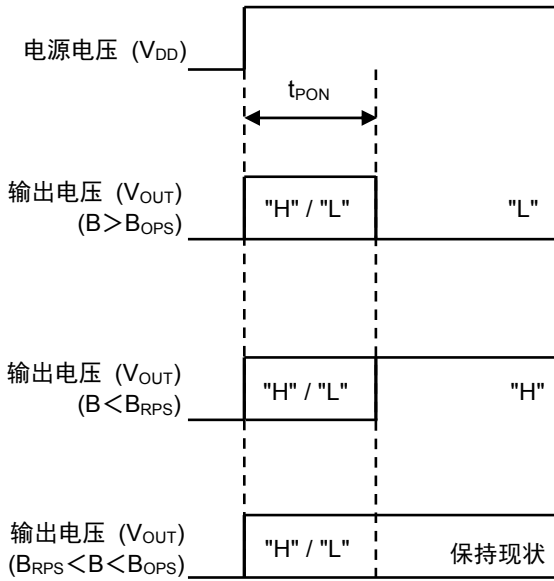 电源电压 (VDD)
tPON
输出电压 (VOUT)
(B＞BOPS)
"H" / "L"
"L"
输出电压 (VOUT)
(B＜BRPS)
"H" / "L"
"H"
输出电压 (VOUT)
(BRPS＜B＜BOPS)
"H" / "L"
保持现状